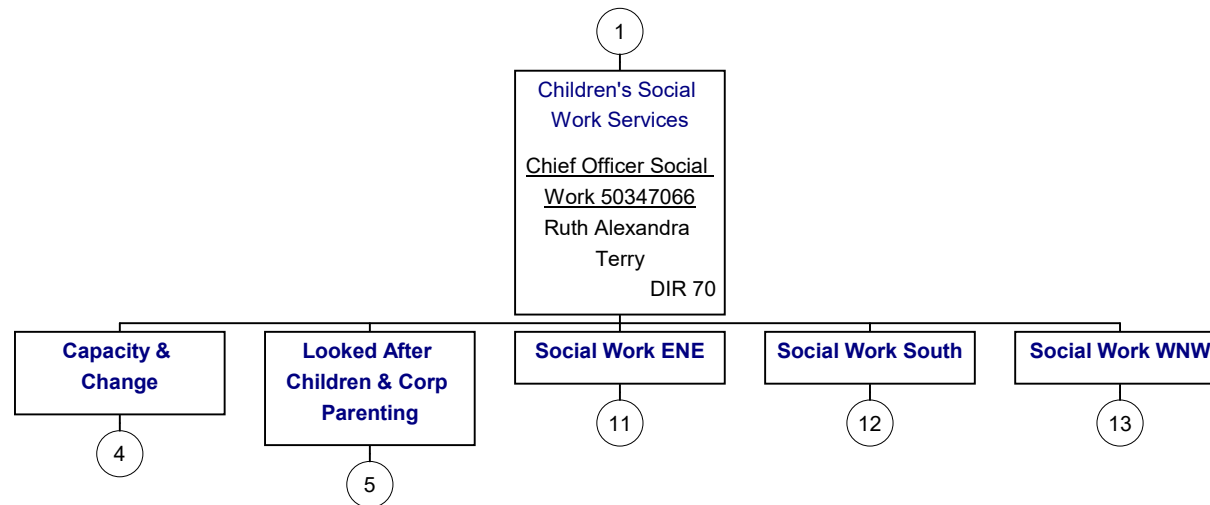 1
Children's Social
Work Services
Chief Officer Social
Work 50347066
Ruth Alexandra
Terry
DIR 70
Capacity &
Change
4
Looked After
Children & Corp
Parenting
5
Social Work ENE
11
Social Work South
12
Social Work WNW
13